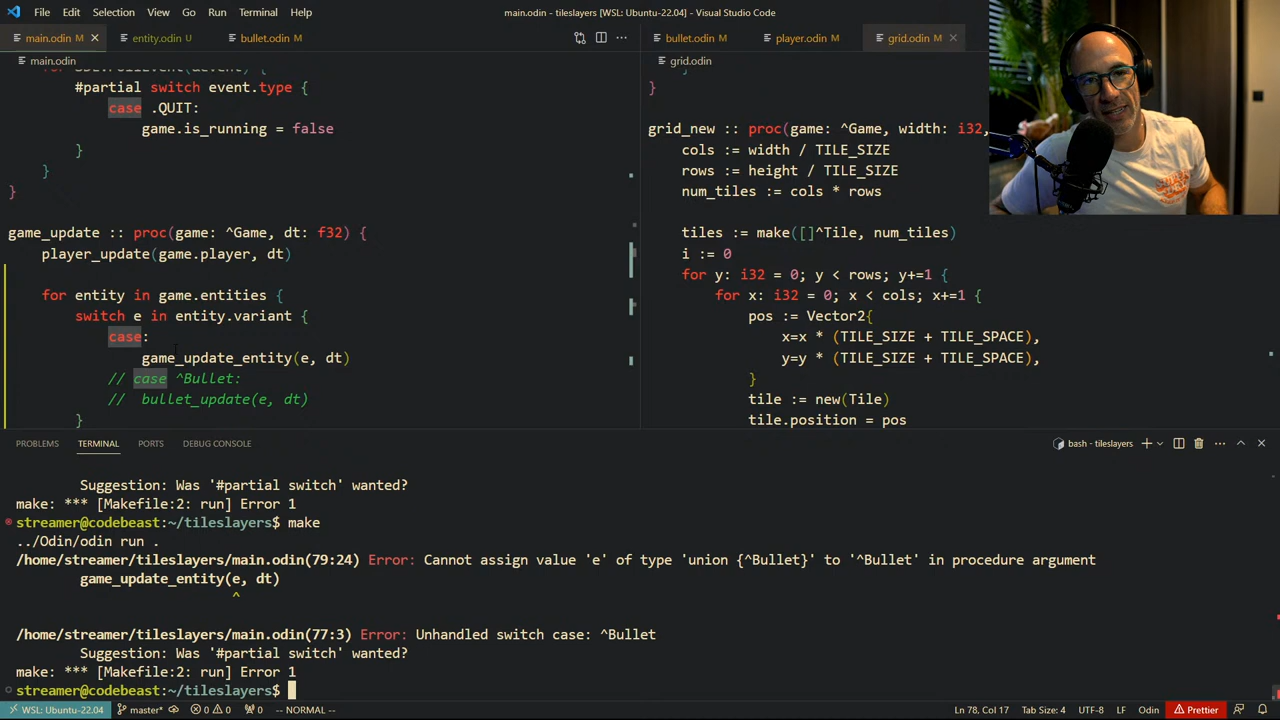 File Edit Selection View Go Run Terminal Help
main.odin - tileslayers [WSL: Ubuntu-22.04] - Visual Studio Code
main.odin M
entity.odin U
bullet.odin M
main.odin
#partial switch event.type {
case .QUIT:
game.is_running = false
}
}
}
game_update :: proc(game: ^Game, dt: f32) {
player_update(game.player, dt)
for entity in game.entities {
switch e in entity.variant {
case:
game_update_entity(e, dt)
// case ^Bullet:
// bullet_update(e, dt)
}
bullet.odin M
player.odin M
grid.odin M
grid.odin
}
}
grid_new :: proc(game: ^Game, width: i32,
cols := width / TILE_SIZE
rows := height / TILE_SIZE
num_tiles := cols * rows
tiles := make([]^Tile, num_tiles)
i := 0
for y: i32 = 0; y < rows; y+=1 {
for x: i32 = 0; x < cols; x+=1 {
pos := Vector2{
x=x * (TILE_SIZE + TILE_SPACE),
y=y * (TILE_SIZE + TILE_SPACE),
}
tile := new(Tile)
tile.position = pos
PROBLEMS TERMINAL PORTS DEBUG CONSOLE
bash - tileslayers
Suggestion: Was '#partial switch' wanted?
make: *** [Makefile:2: run] Error 1
streamer@codebeast:~/tileslayers$ make
../Odin/odin run .
/home/streamer/tileslayers/main.odin(79:24) Error: Cannot assign value 'e' of type 'union {^Bullet}' to '^Bullet' in procedure argument
game_update_entity(e, dt)
^
/home/streamer/tileslayers/main.odin(77:3) Error: Unhandled switch case: ^Bullet
Suggestion: Was '#partial switch' wanted?
make: *** [Makefile:2: run] Error 1
streamer@codebeast:~/tileslayers$
WSL: Ubuntu-22.04 master* 0 0 0 -- NORMAL -- Ln 78, Col 17 Tab Size: 4 UTF-8 LF Odin Prettier